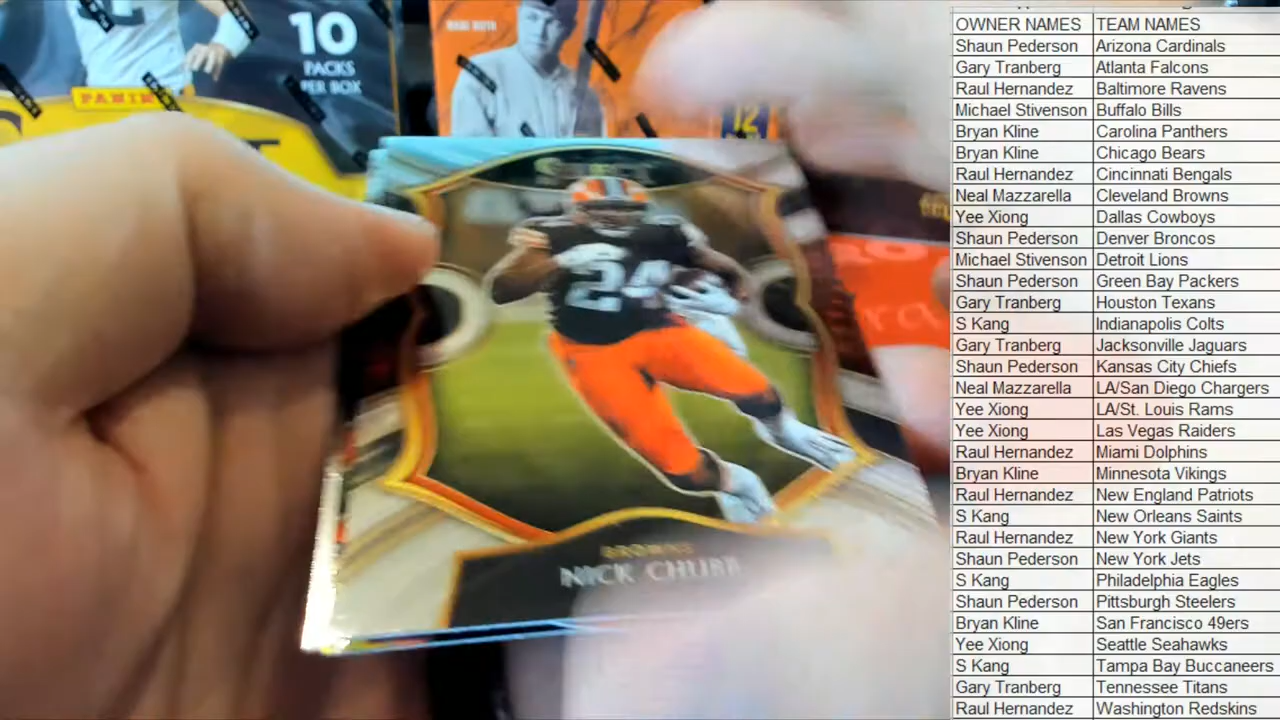 10
PACKS
PER BOX
PANINI
BABE RUTH
12
SELECT
24
BROWNS
NICK CHUBB
OWNER NAMES TEAM NAMES
Shaun Pederson Arizona Cardinals
Gary Tranberg Atlanta Falcons
Raul Hernandez Baltimore Ravens
Michael Stivenson Buffalo Bills
Bryan Kline Carolina Panthers
Bryan Kline Chicago Bears
Raul Hernandez Cincinnati Bengals
Neal Mazzarella Cleveland Browns
Yee Xiong Dallas Cowboys
Shaun Pederson Denver Broncos
Michael Stivenson Detroit Lions
Shaun Pederson Green Bay Packers
Gary Tranberg Houston Texans
S Kang Indianapolis Colts
Gary Tranberg Jacksonville Jaguars
Shaun Pederson Kansas City Chiefs
Neal Mazzarella LA/San Diego Chargers
Yee Xiong LA/St. Louis Rams
Yee Xiong Las Vegas Raiders
Raul Hernandez Miami Dolphins
Bryan Kline Minnesota Vikings
Raul Hernandez New England Patriots
S Kang New Orleans Saints
Raul Hernandez New York Giants
Shaun Pederson New York Jets
S Kang Philadelphia Eagles
Shaun Pederson Pittsburgh Steelers
Bryan Kline San Francisco 49ers
Yee Xiong Seattle Seahawks
S Kang Tampa Bay Buccaneers
Gary Tranberg Tennessee Titans
Raul Hernandez Washington Redskins